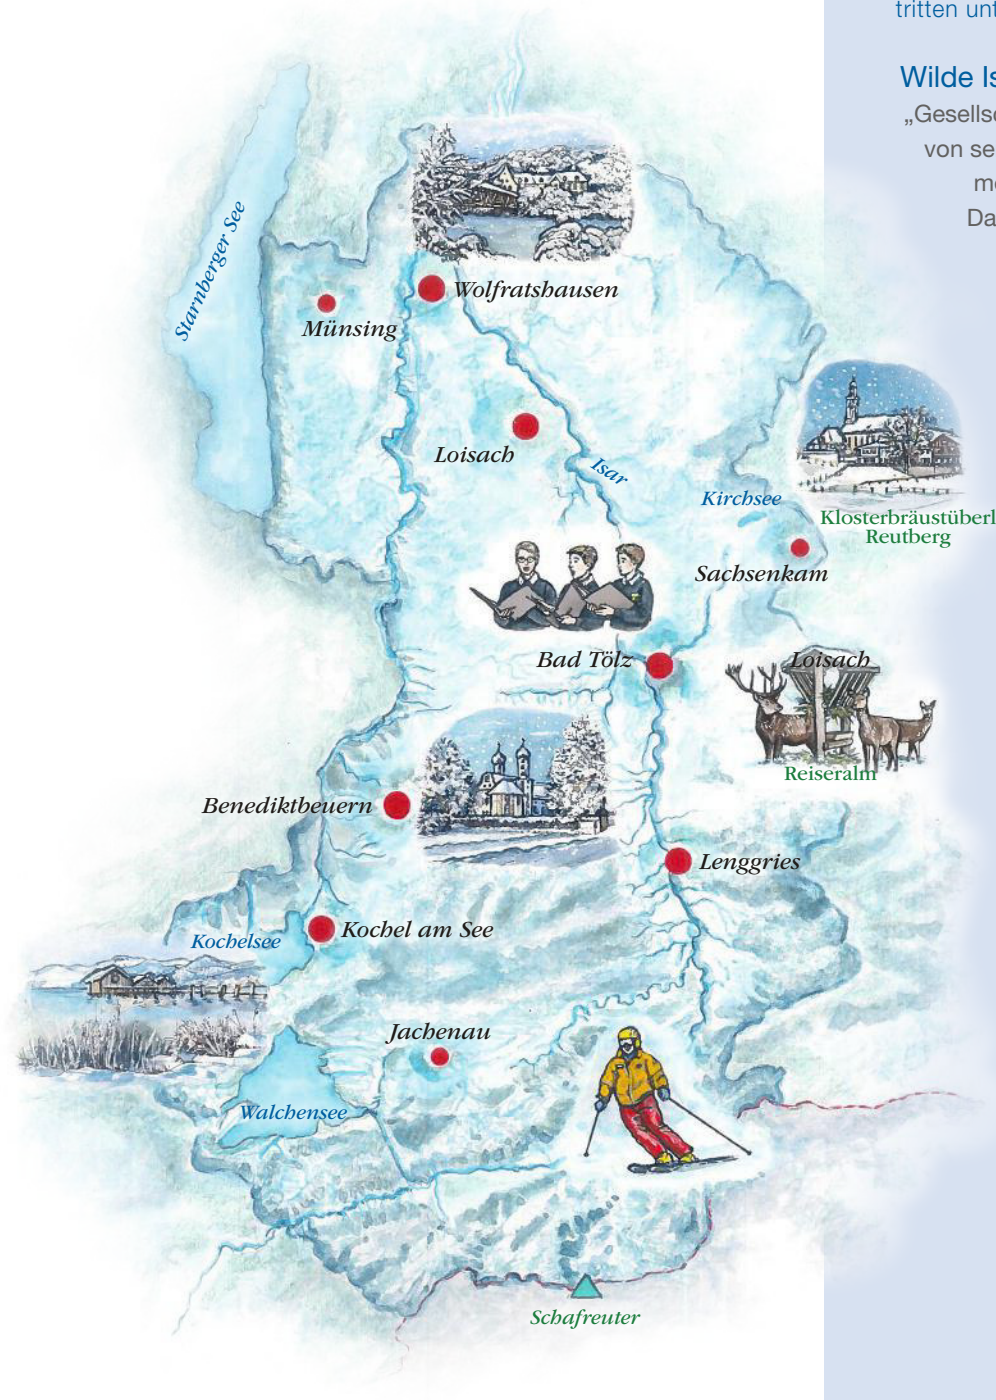 tritten unt
Wilde Is
„Gesellsc
von se
me
Da
Starnberger See
Wolfratshausen
Münsing
Loisach
Isar
Kirchsee
Klosterbräustüberl
Reutberg
Sachsenkam
Bad Tölz
Loisach
Reiseralm
Benediktbeuern
Lenggries
Kochel am See
Kochelsee
Jachenau
Walchensee
Schafreuter